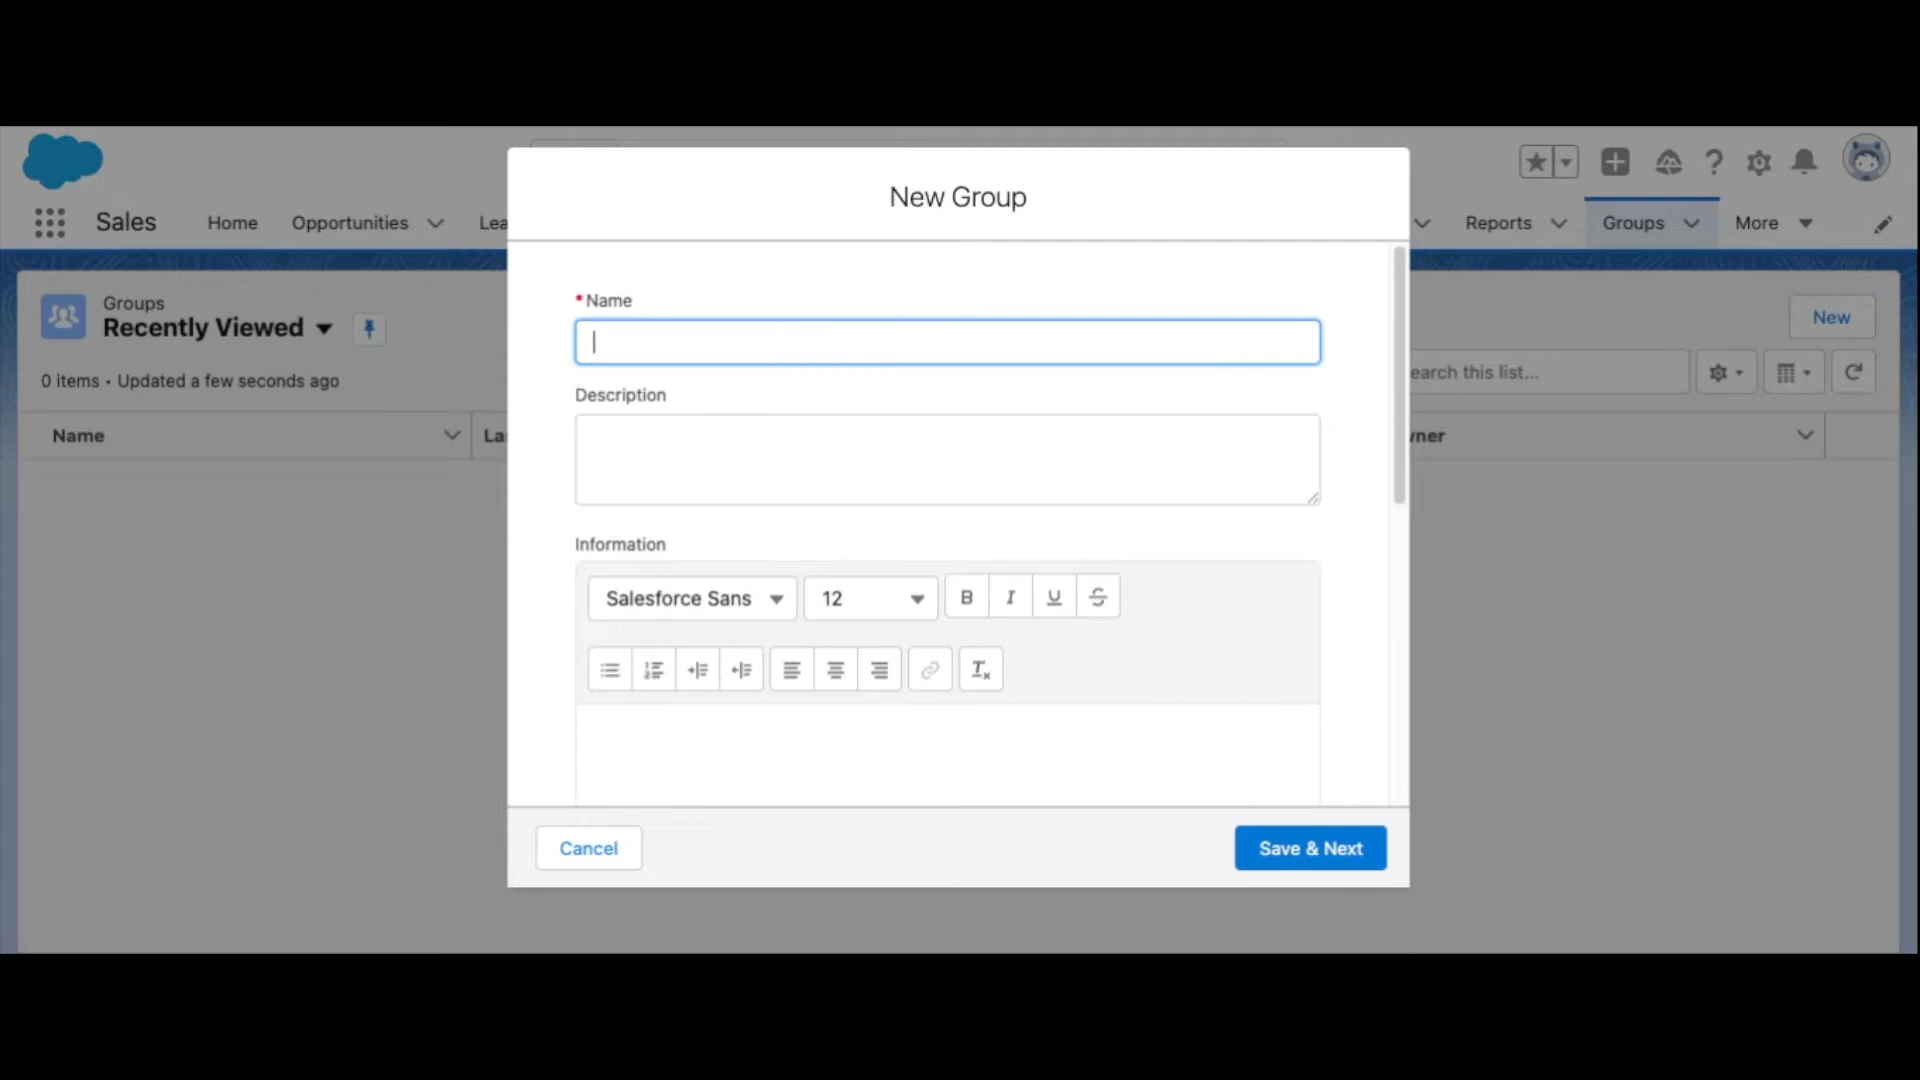 New Group
Sales
Home
Opportunities
Reports
Groups
More
Groups
Recently Viewed
0 items • Updated a few seconds ago
New
earch this list...
Name
*Name
Description
Information
Salesforce Sans
12
B I U S
Cancel
Save & Next